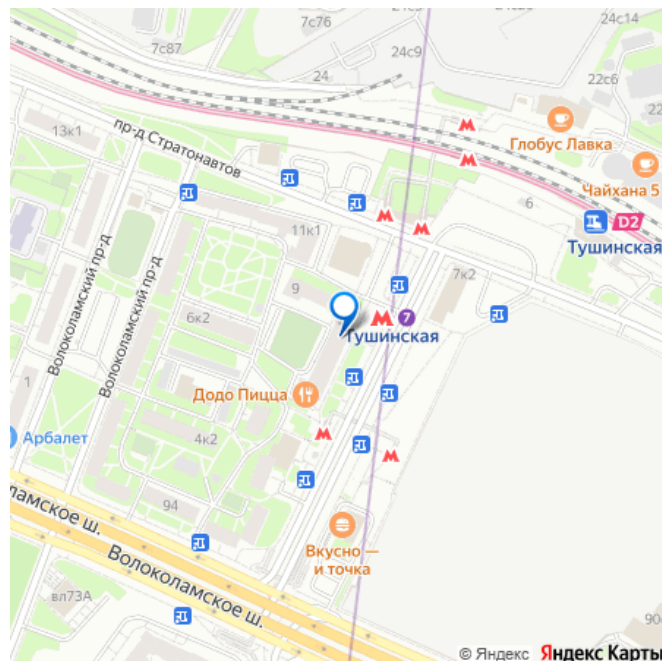 7с76
24с5
24с14
7с87
24с9
24
22с6
13к1
пр-д Стратонавтов
Глобус Лавка
Чайхана 5
11к1
6
D2
Тушинская
7к2
9
7
Тушинская
6к2
Волоколамский пр-д
Волоколамский пр-д
Додо Пицца
1
Арбалет
4к2
94
ламское ш.
Волоколамское ш.
Вкусно —
и точка
вл73А
© Яндекс Яндекс Карты